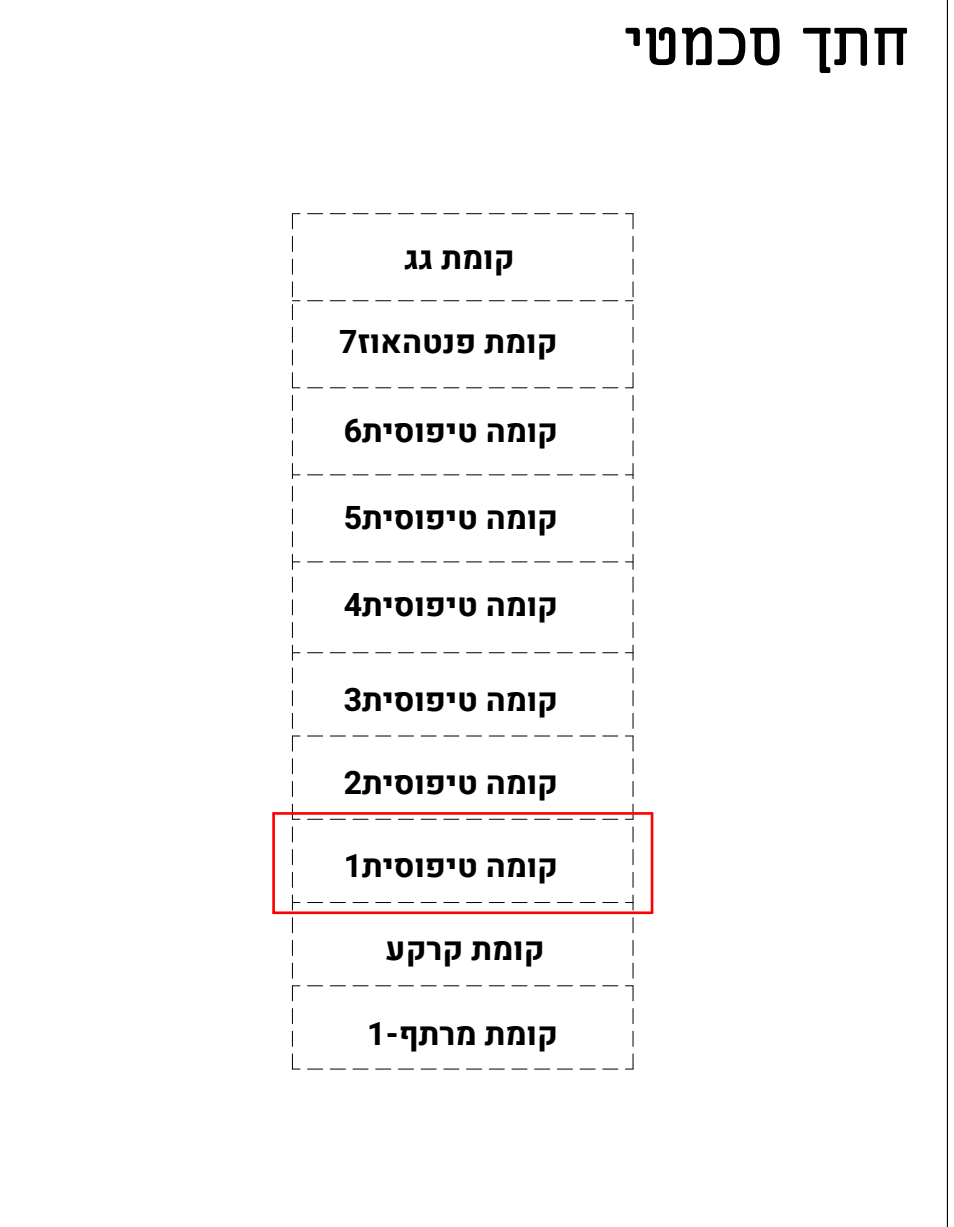 חתך סכמטי
קומת גג
קומת פנטהאוז7
קומה טיפוסית6
קומה טיפוסית5
קומה טיפוסית4
קומה טיפוסית3
קומה טיפוסית2
קומה טיפוסית1
קומת קרקע
קומת מרתף-1